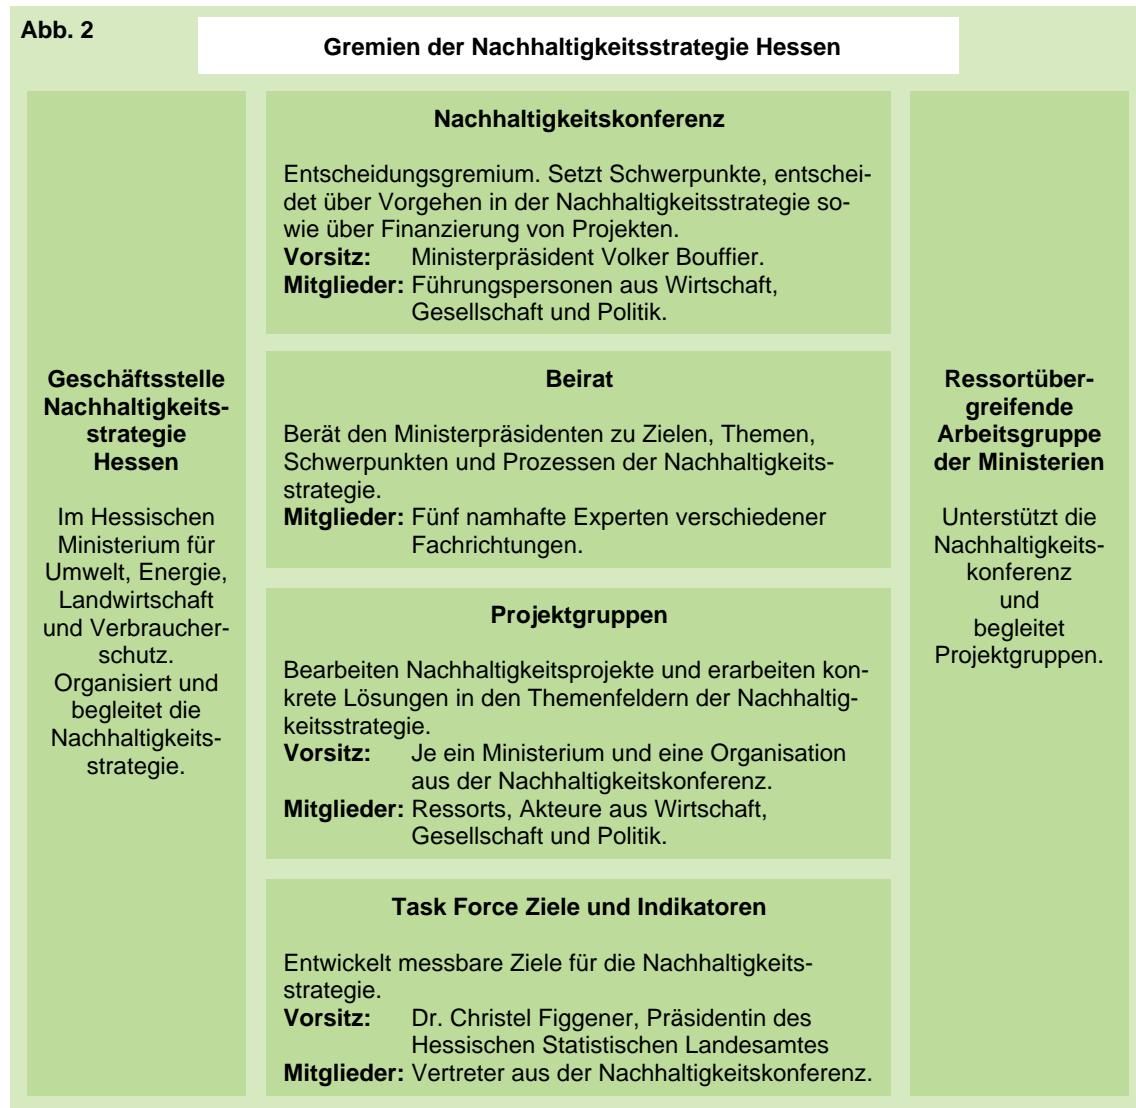 Abb. 2
Gremien der Nachhaltigkeitsstrategie Hessen
Geschäftsstelle
Nachhaltigkeits-
strategie
Hessen
Im Hessischen
Ministerium für
Umwelt, Energie,
Landwirtschaft
und Verbraucher-
schutz.
Organisiert und
begleitet die
Nachhaltigkeits-
strategie.
Nachhaltigkeitskonferenz
Entscheidungsgremium. Setzt Schwerpunkte, entschei-
det über Vorgehen in der Nachhaltigkeitsstrategie so-
wie über Finanzierung von Projekten.
Vorsitz: Ministerpräsident Volker Bouffier.
Mitglieder: Führungspersonen aus Wirtschaft,
Gesellschaft und Politik.
Beirat
Berät den Ministerpräsidenten zu Zielen, Themen,
Schwerpunkten und Prozessen der Nachhaltigkeits-
strategie.
Mitglieder: Fünf namhafte Experten verschiedener
Fachrichtungen.
Projektgruppen
Bearbeiten Nachhaltigkeitsprojekte und erarbeiten kon-
krete Lösungen in den Themenfeldern der Nachhaltig-
keitsstrategie.
Vorsitz: Je ein Ministerium und eine Organisation
aus der Nachhaltigkeitskonferenz.
Mitglieder: Ressorts, Akteure aus Wirtschaft,
Gesellschaft und Politik.
Task Force Ziele und Indikatoren
Entwickelt messbare Ziele für die Nachhaltigkeits-
strategie.
Vorsitz: Dr. Christel Figgener, Präsidentin des
Hessischen Statistischen Landesamtes
Mitglieder: Vertreter aus der Nachhaltigkeitskonferenz.
Ressortüber-
greifende
Arbeitsgruppe
der Ministerien
Unterstützt die
Nachhaltigkeits-
konferenz
und
begleitet
Projektgruppen.